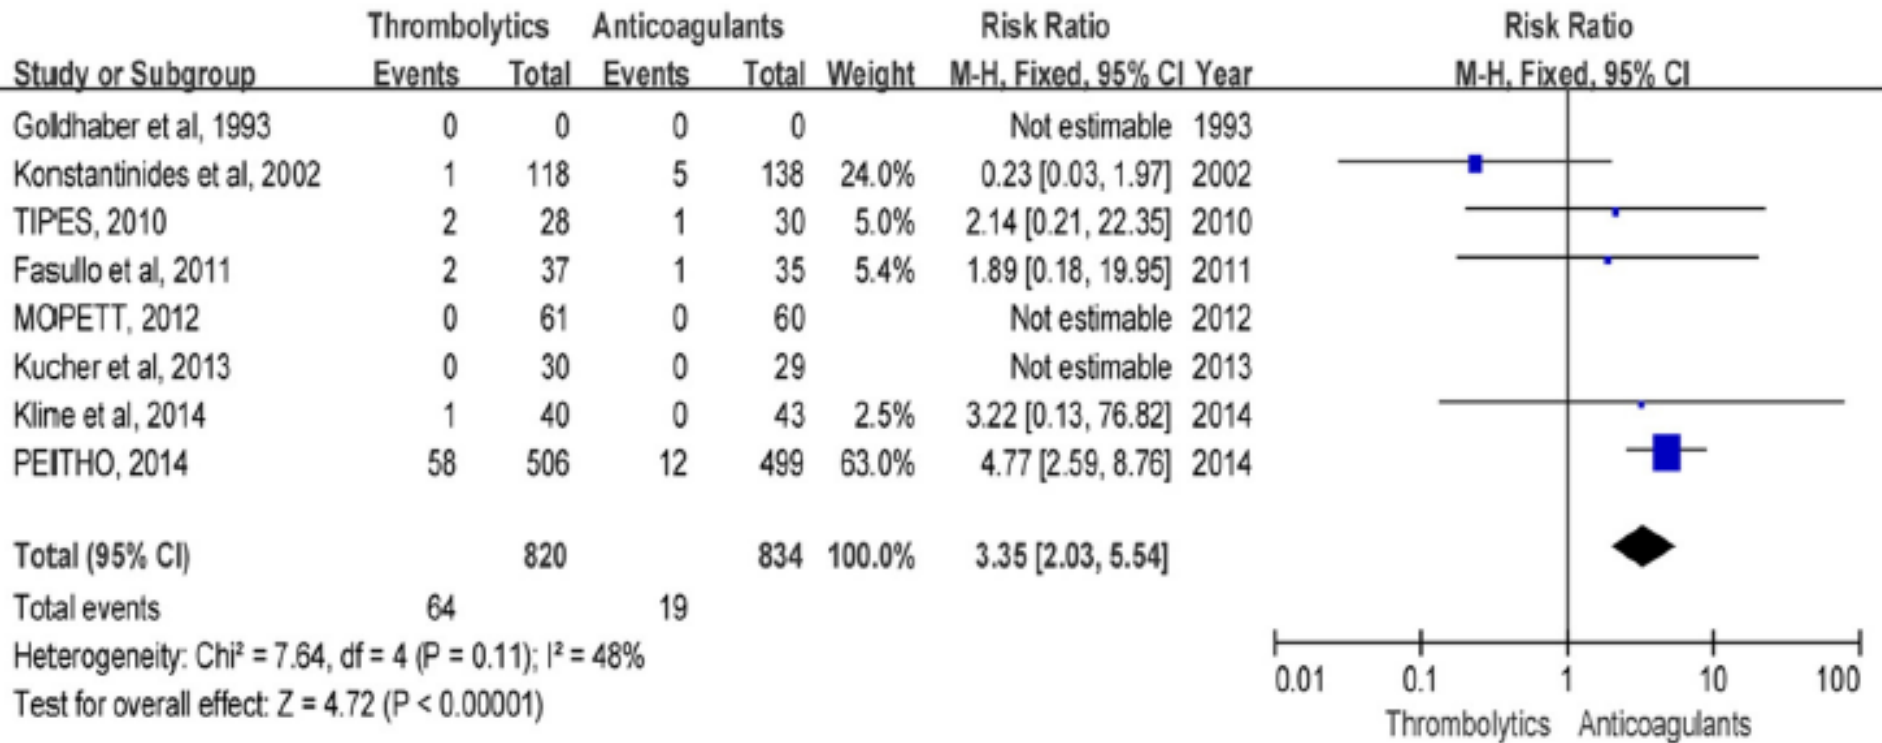 Thrombolytics Anticoagulants Risk Ratio Risk Ratio
Study or Subgroup Events Total Events Total Weight M-H, Fixed, 95% CI Year M-H, Fixed, 95% CI
Goldhaber et al, 1993 0 0 0 0 Not estimable 1993
Konstantinides et al, 2002 1 118 5 138 24.0% 0.23 [0.03, 1.97] 2002
TIPES, 2010 2 28 1 30 5.0% 2.14 [0.21, 22.35] 2010
Fasullo et al, 2011 2 37 1 35 5.4% 1.89 [0.18, 19.95] 2011
MOPETT, 2012 0 61 0 60 Not estimable 2012
Kucher et al, 2013 0 30 0 29 Not estimable 2013
Kline et al, 2014 1 40 0 43 2.5% 3.22 [0.13, 76.82] 2014
PEITHO, 2014 58 506 12 499 63.0% 4.77 [2.59, 8.76] 2014
Total (95% CI) 820 834 100.0% 3.35 [2.03, 5.54]
Total events 64 19
Heterogeneity: Chi² = 7.64, df = 4 (P = 0.11); I² = 48%
Test for overall effect: Z = 4.72 (P < 0.00001)
0.01 0.1 1 10 100
Thrombolytics Anticoagulants